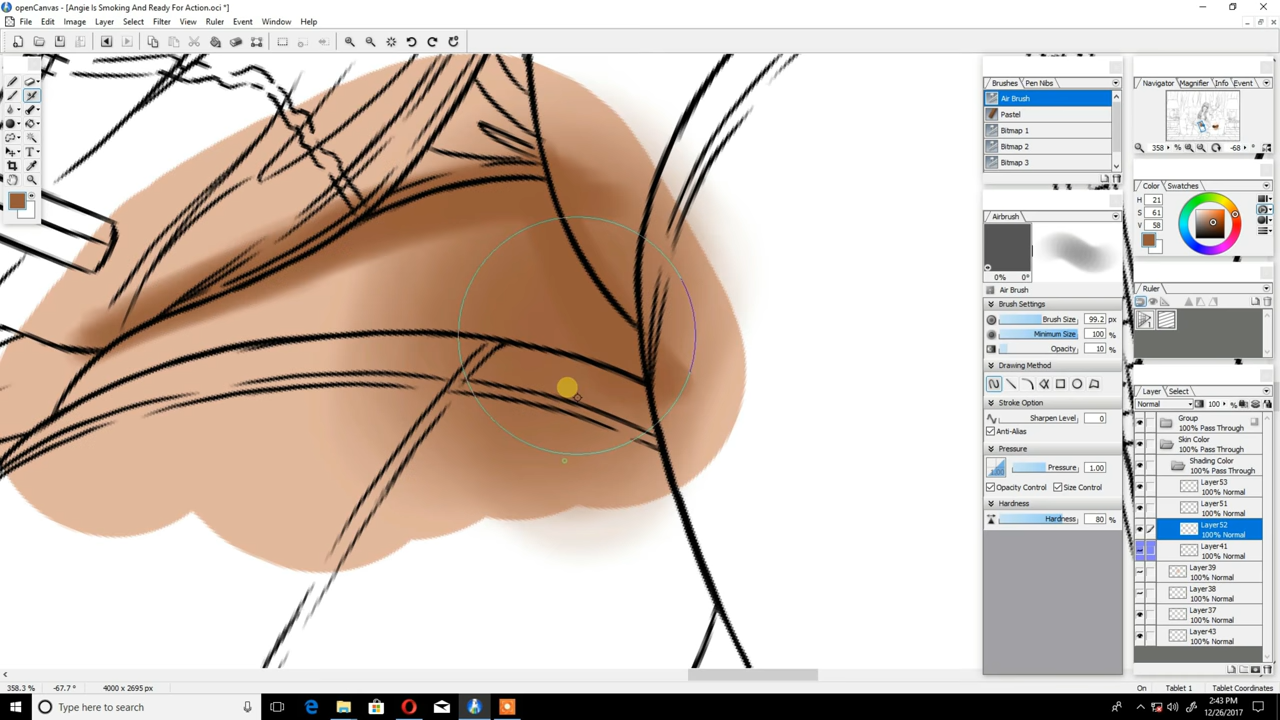 openCanvas - [Angie Is Smoking And Ready For Action.oci *]
File Edit Image Layer Select Filter View Ruler Event Window Help
Brushes Pen Nibs
Air Brush
Pastel
Bitmap 1
Bitmap 2
Bitmap 3
Airbrush
0% 0°
Air Brush
Brush Settings
Brush Size 99.2 px
Minimum Size 100 %
Opacity 10 %
Drawing Method
Stroke Option
Sharpen Level 0
Anti-Alias
Pressure
Pressure 1.00
Opacity Control Size Control
Hardness
Hardness 80 %
Navigator Magnifier Info Event
358 % -68 °
Color Swatches
H 21
S 61
V 58
Ruler
Layer Select
Normal 100 %
Group
100% Pass Through
Skin Color
100% Pass Through
Shading Color
100% Pass Through
Layer53
100% Normal
Layer51
100% Normal
Layer52
100% Normal
Layer41
100% Normal
Layer39
100% Normal
Layer38
100% Normal
Layer37
100% Normal
Layer43
100% Normal
358.3 % -67.7 ° 4000 x 2695 px On Tablet 1 Tablet Coordinates
Type here to search
2:43 PM
12/26/2017